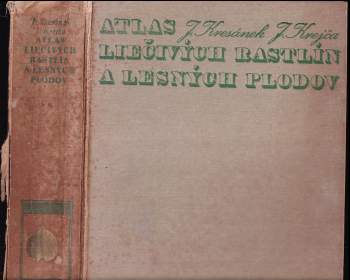 J. Kresánek
J. Krejča
ATLAS
LIEČIVÝCH
RASTLÍN
A LESNÝCH
PLODOV
ATLAS J. Kresánek J. Krejča
LIEČIVÝCH RASTLÍN
A LESNÝCH PLODOV